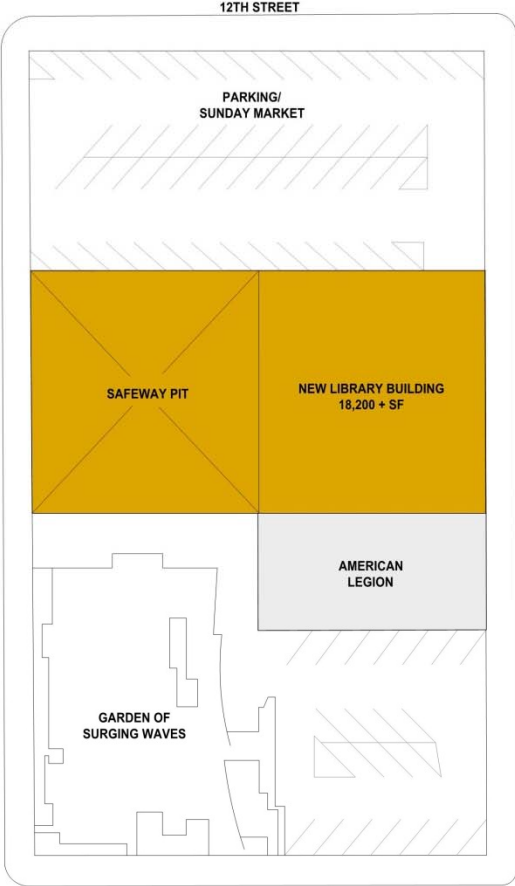 12TH STREET
PARKING/
SUNDAY MARKET
SAFEWAY PIT
NEW LIBRARY BUILDING
18,200 + SF
AMERICAN
LEGION
GARDEN OF
SURGING WAVES